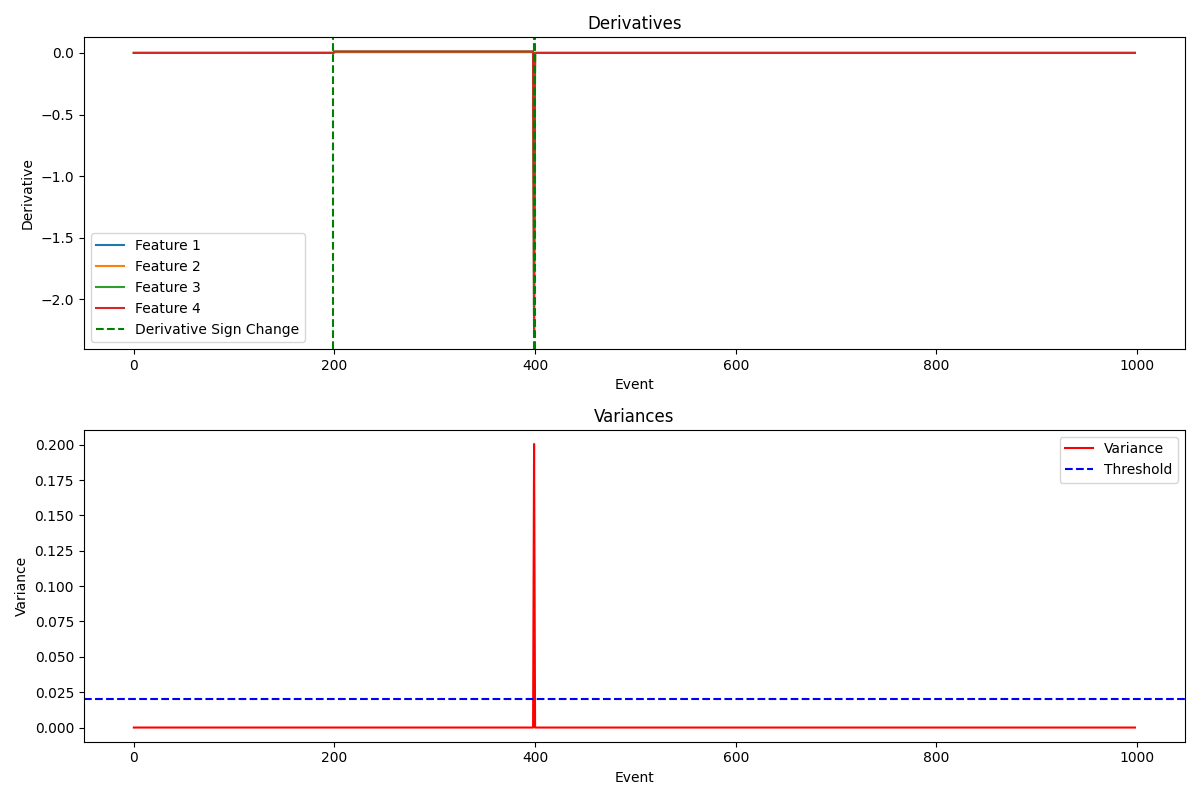 Derivatives
0.0
−0.5
−1.0
−1.5
−2.0
Derivative
Feature 1
Feature 2
Feature 3
Feature 4
Derivative Sign Change
0 200 400 600 800 1000
Event
Variances
0.200
0.175
0.150
0.125
0.100
0.075
0.050
0.025
0.000
Variance
Variance
Threshold
0 200 400 600 800 1000
Event